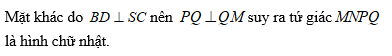 Mặt khác do BD ⊥ SC nên PQ ⊥ QM suy ra tứ giác MNPQ
là hình chữ nhật.